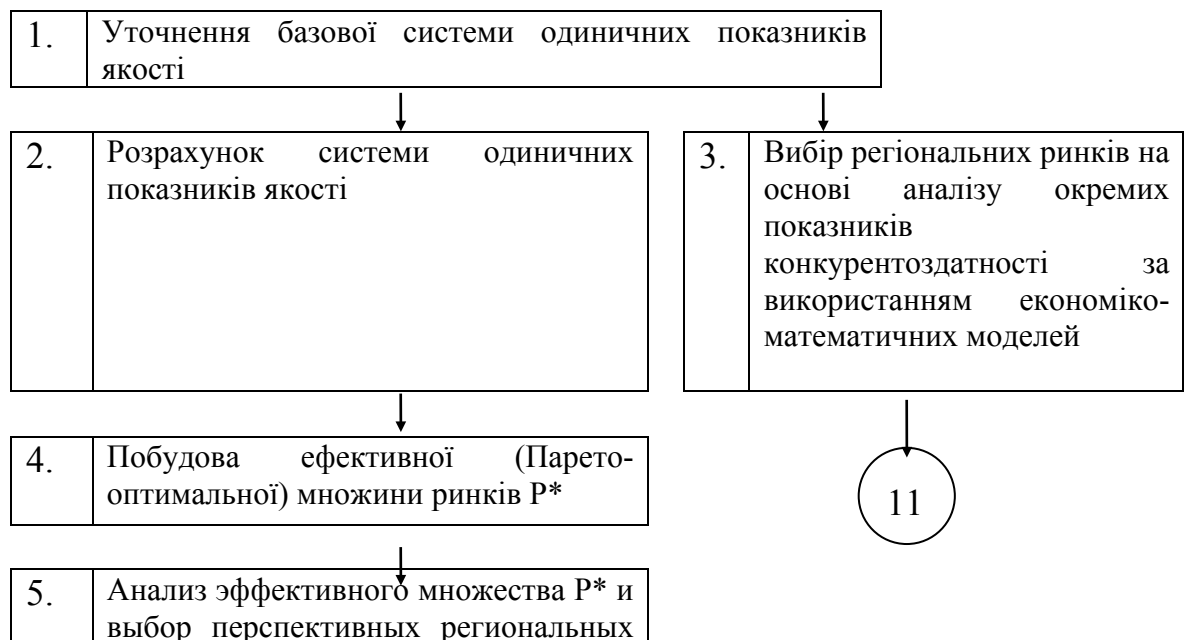 1.
Уточнення базової системи одиничних показників
якості
2.
Розрахунок системи одиничних
показників якості
3.
Вибір регіональних ринків на
основі аналізу окремих
показників
конкурентоздатності за
використанням економіко-
математичних моделей
4.
Побудова ефективної (Парето-
оптимальної) множини ринків P*
11
5.
Анализ эффективного множества P* и
выбор перспективных региональных